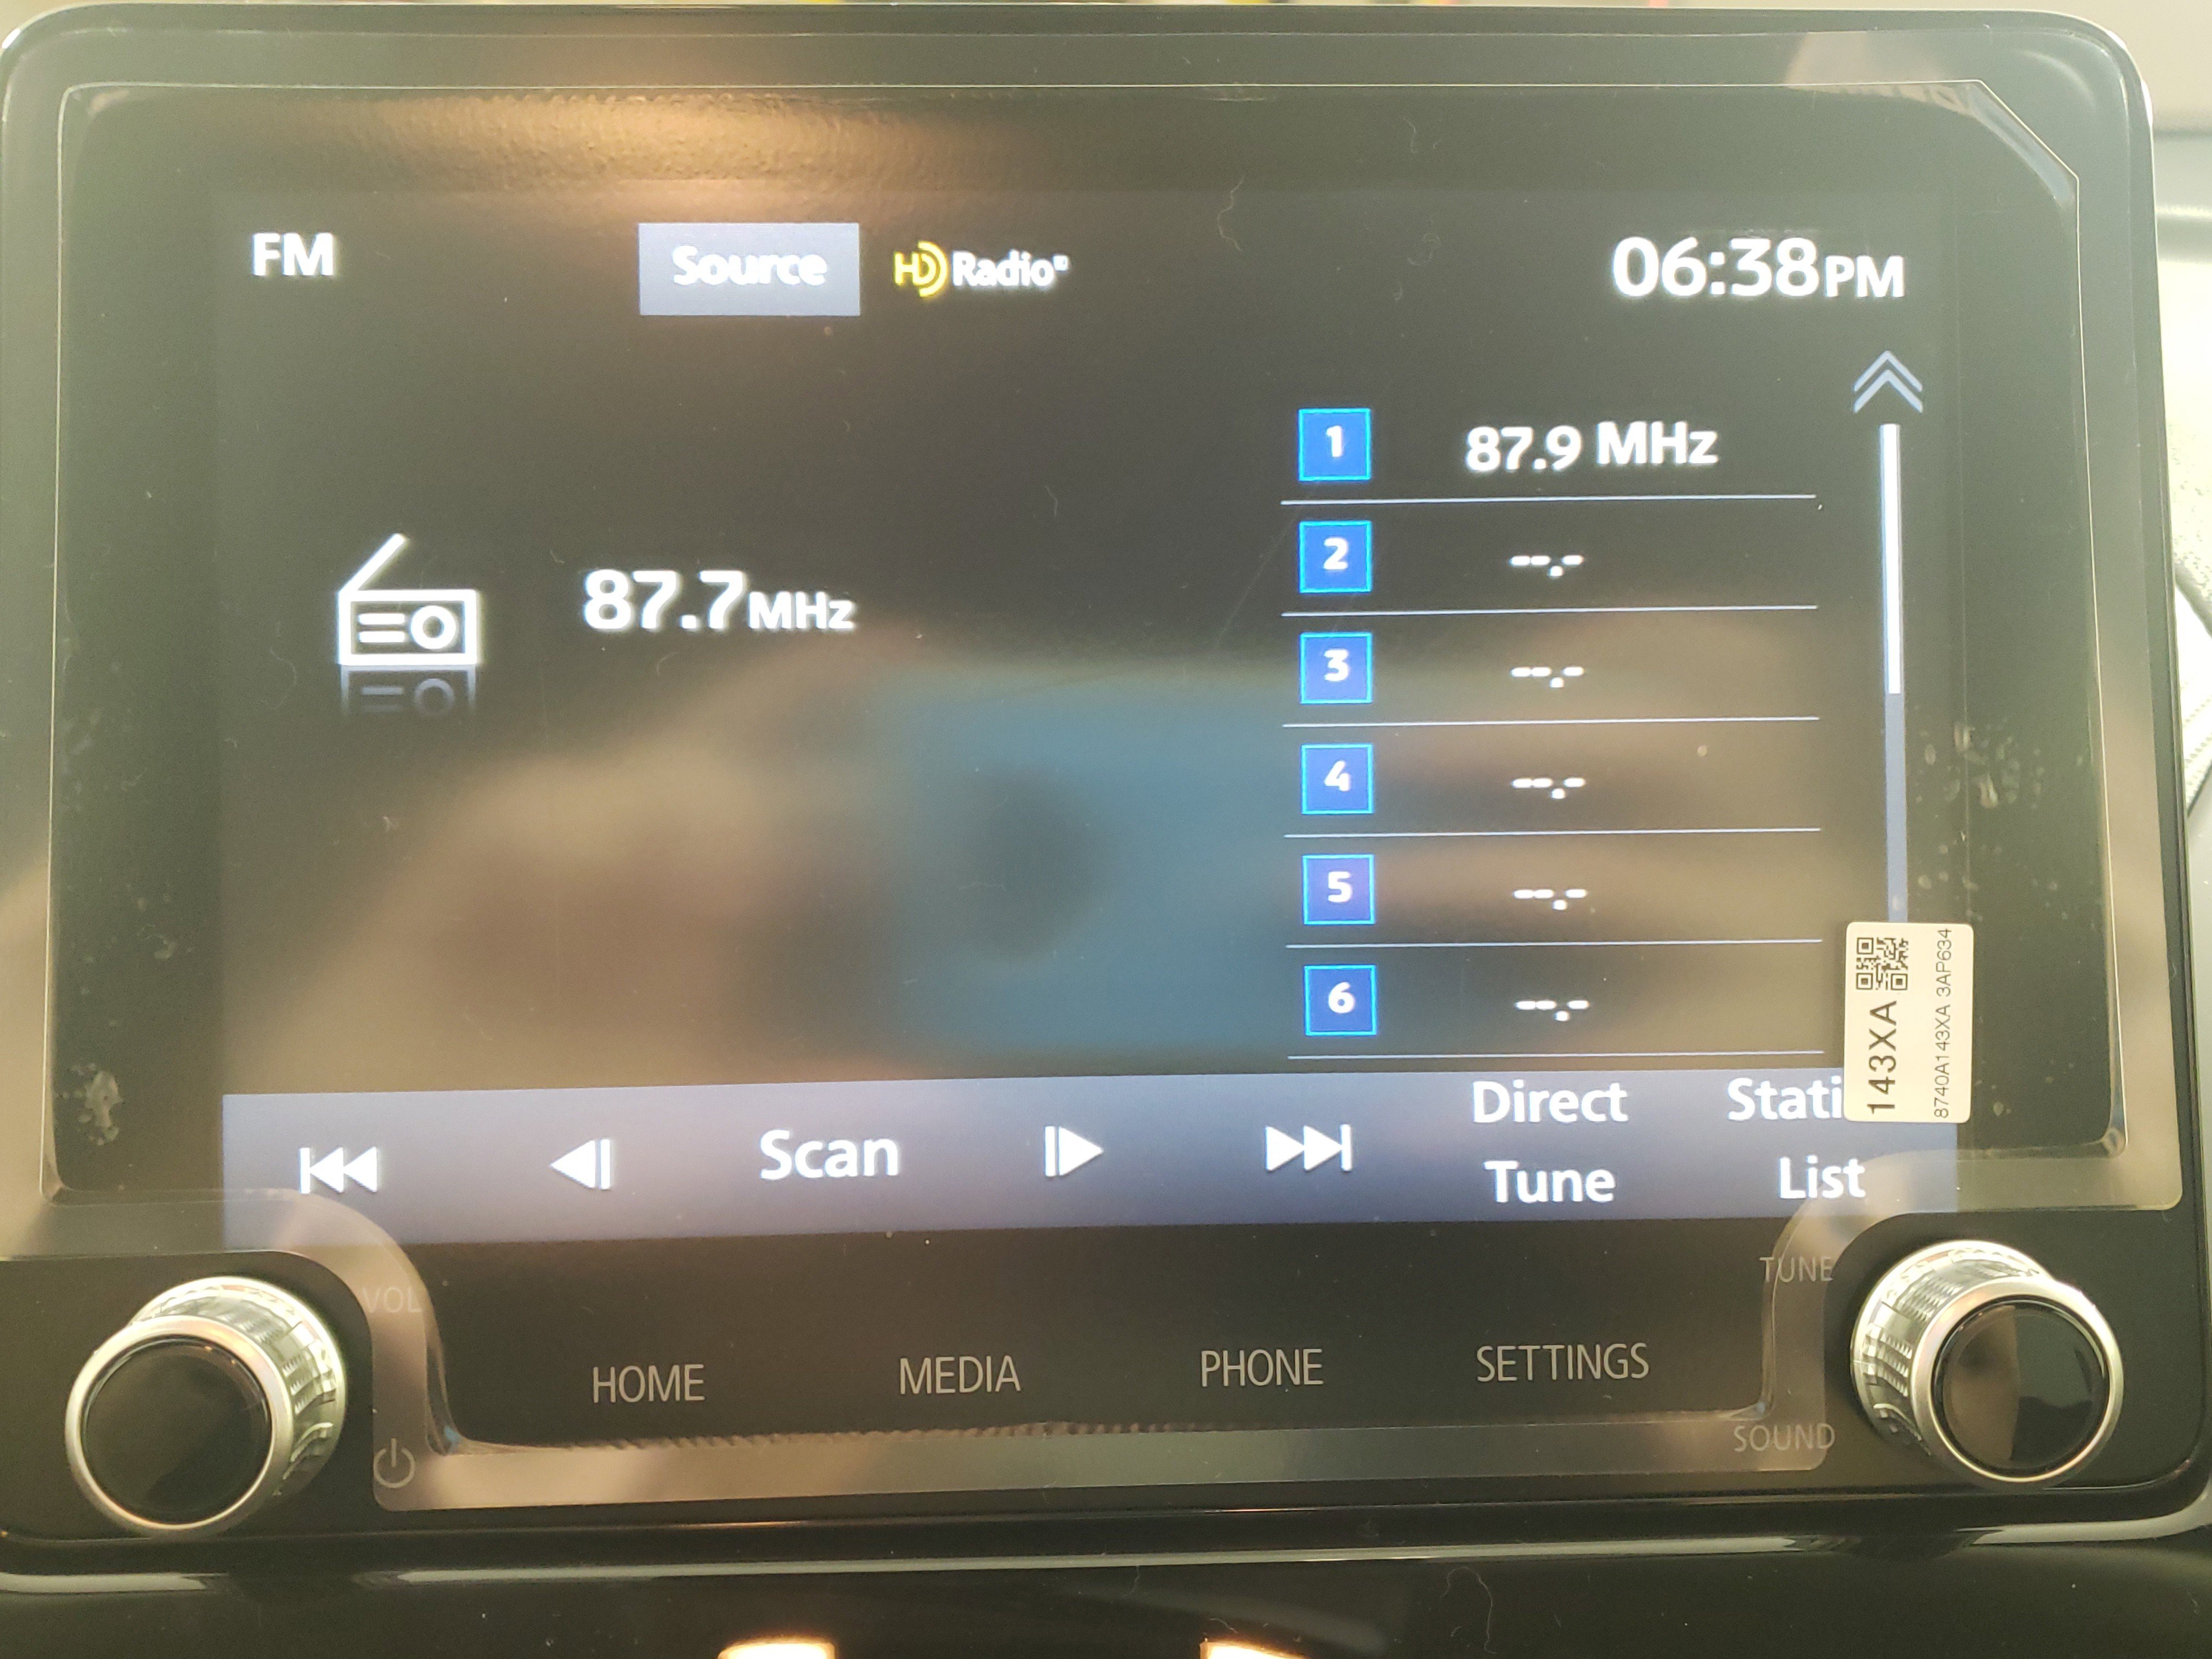 FM
Source
HD Radio
06:38PM
87.7MHz
1 87.9 MHz
2 --.-
3 --.-
4 --.-
5 --.-
6 --.-
Scan
Direct
Tune
Stati
List
143XA
8740A143XA 3AP634
VOL
TUNE
HOME
MEDIA
PHONE
SETTINGS
SOUND